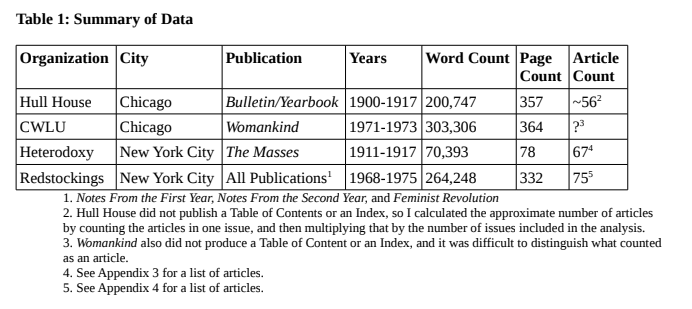 Table 1: Summary of Data
Organization City Publication Years Word Count Page Count Article Count
Hull House Chicago Bulletin/Yearbook 1900-1917 200,747 357 ~56²
CWLU Chicago Womankind 1971-1973 303,306 364 ?³
Heterodoxy New York City The Masses 1911-1917 70,393 78 67⁴
Redstockings New York City All Publications¹ 1968-1975 264,248 332 75⁵
1. Notes From the First Year, Notes From the Second Year, and Feminist Revolution
2. Hull House did not publish a Table of Contents or an Index, so I calculated the approximate number of articles
by counting the articles in one issue, and then multiplying that by the number of issues included in the analysis.
3. Womankind also did not produce a Table of Content or an Index, and it was difficult to distinguish what counted
as an article.
4. See Appendix 3 for a list of articles.
5. See Appendix 4 for a list of articles.